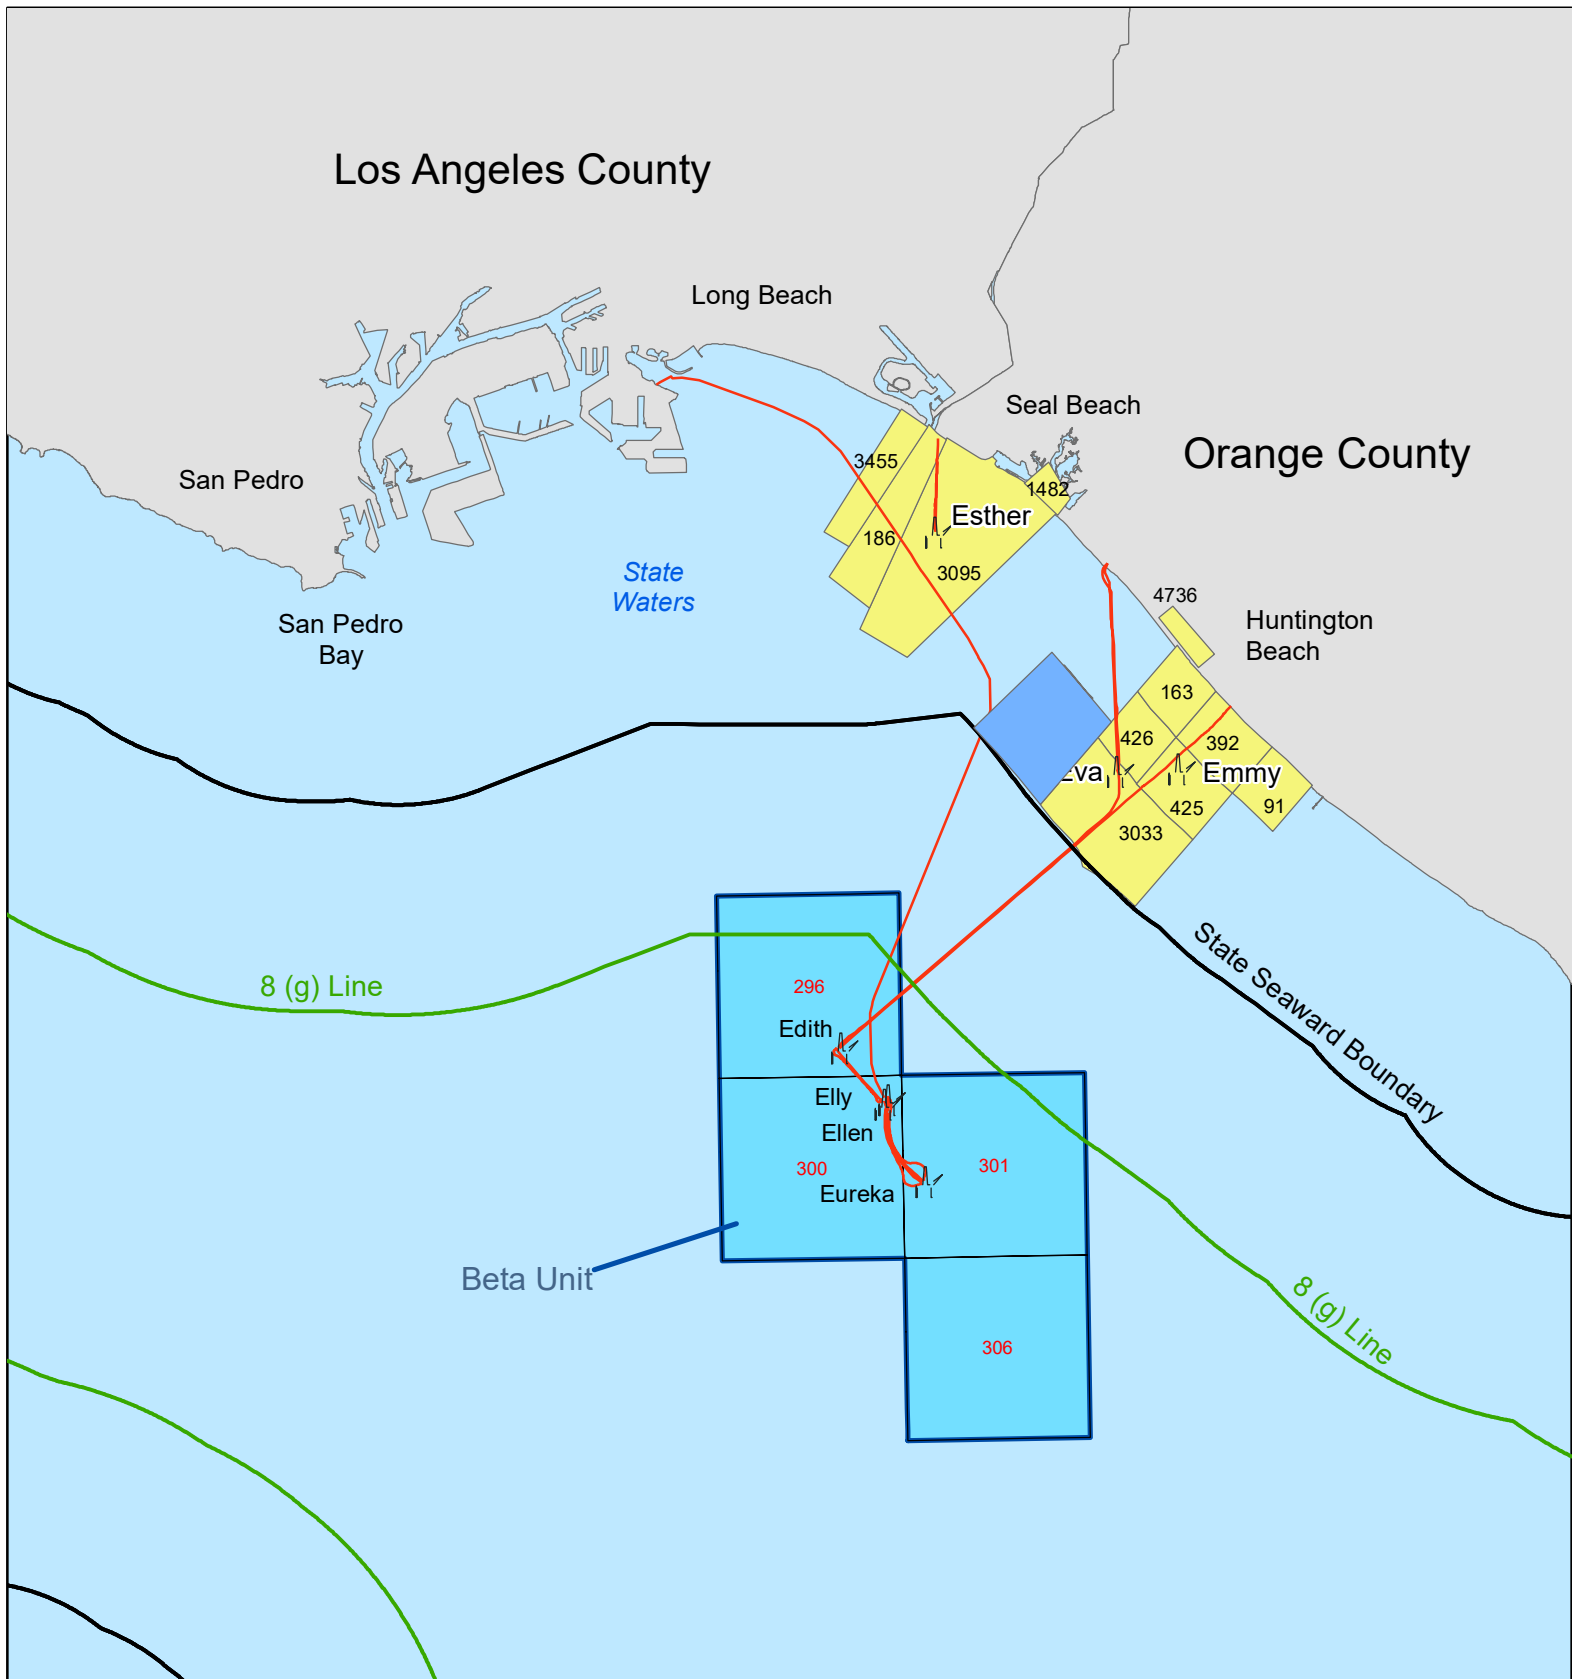 Los Angeles County
Long Beach
Seal Beach
Orange County
3455
San Pedro
1482
Esther
186
3095
State
Waters
4736
San Pedro
Bay
Huntington
Beach
163
426
392
Eva
Emmy
425
91
3033
State Seaward Boundary
8 (g) Line
296
Edith
Elly
Ellen
300
301
Eureka
Beta Unit
8 (g) Line
306